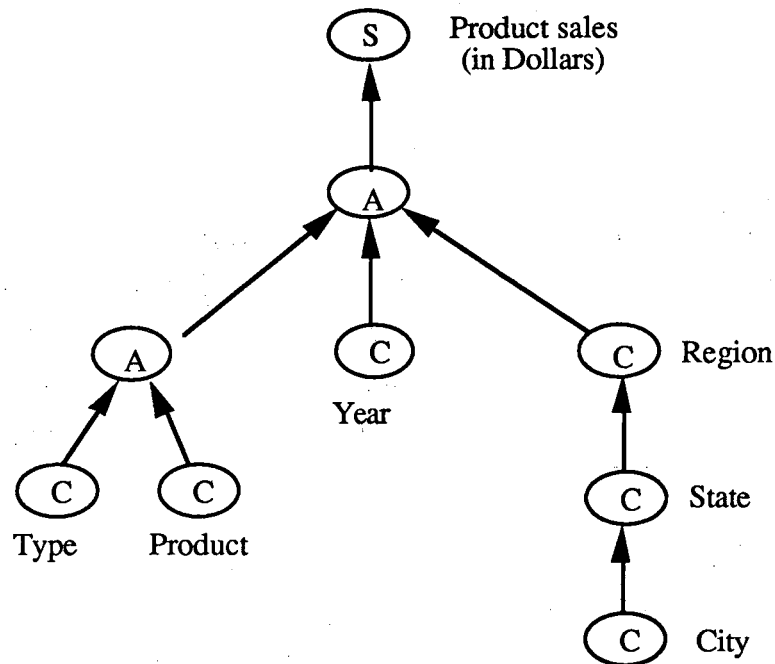 S
Product sales
(in Dollars)
A
A
C
C
Region
Year
C
C
C
State
Type
Product
C
City